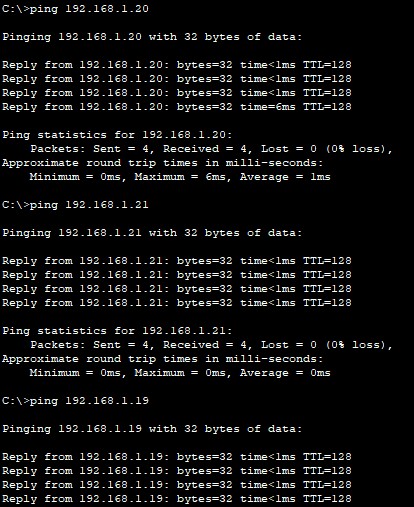 C:\>ping 192.168.1.20
Pinging 192.168.1.20 with 32 bytes of data:
Reply from 192.168.1.20: bytes=32 time<1ms TTL=128
Reply from 192.168.1.20: bytes=32 time<1ms TTL=128
Reply from 192.168.1.20: bytes=32 time<1ms TTL=128
Reply from 192.168.1.20: bytes=32 time=6ms TTL=128
Ping statistics for 192.168.1.20:
Packets: Sent = 4, Received = 4, Lost = 0 (0% loss),
Approximate round trip times in milli-seconds:
Minimum = 0ms, Maximum = 6ms, Average = 1ms
C:\>ping 192.168.1.21
Pinging 192.168.1.21 with 32 bytes of data:
Reply from 192.168.1.21: bytes=32 time<1ms TTL=128
Reply from 192.168.1.21: bytes=32 time<1ms TTL=128
Reply from 192.168.1.21: bytes=32 time<1ms TTL=128
Reply from 192.168.1.21: bytes=32 time<1ms TTL=128
Ping statistics for 192.168.1.21:
Packets: Sent = 4, Received = 4, Lost = 0 (0% loss),
Approximate round trip times in milli-seconds:
Minimum = 0ms, Maximum = 0ms, Average = 0ms
C:\>ping 192.168.1.19
Pinging 192.168.1.19 with 32 bytes of data:
Reply from 192.168.1.19: bytes=32 time<1ms TTL=128
Reply from 192.168.1.19: bytes=32 time<1ms TTL=128
Reply from 192.168.1.19: bytes=32 time<1ms TTL=128
Reply from 192.168.1.19: bytes=32 time<1ms TTL=128